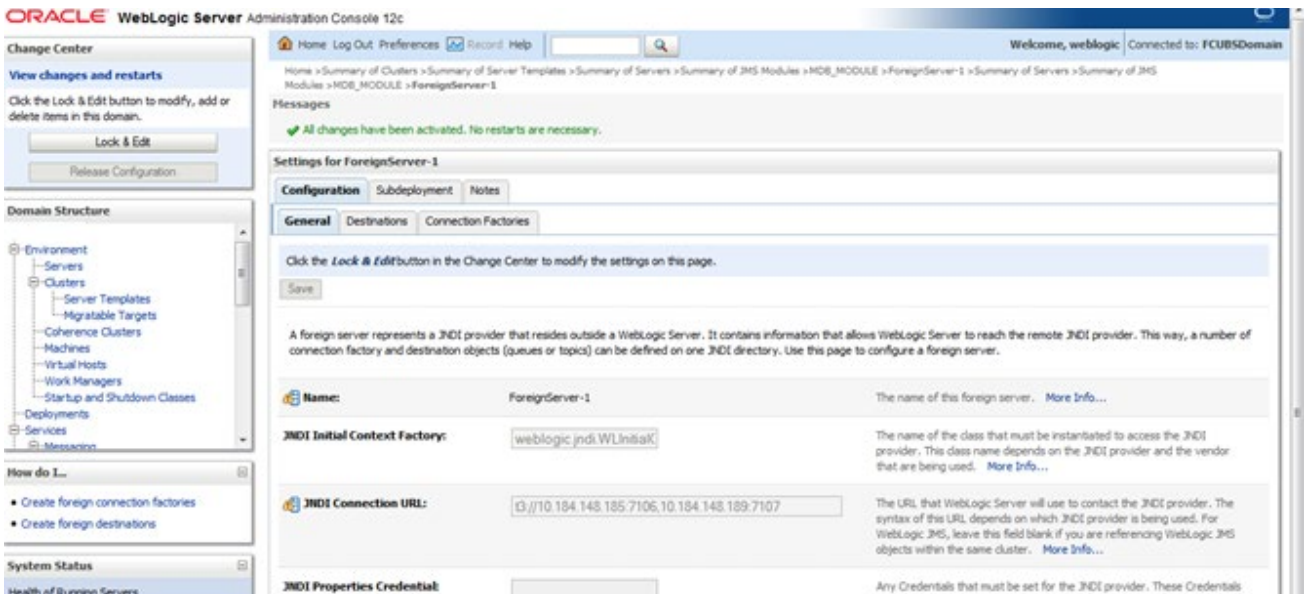 ORACLE WebLogic Server Administration Console 12c
Change Center
View changes and restarts
Click the Lock & Edit button to modify, add or
delete items in this domain.
Lock & Edit
Release Configuration
Domain Structure
Environment
Servers
Clusters
Server Templates
Migratable Targets
Coherence Clusters
Machines
Virtual Hosts
Work Managers
Startup and Shutdown Classes
Deployments
Services
Messaging
How do I...
Create foreign connection factories
Create foreign destinations
System Status
Health of Running Servers
Home Log Out Preferences Record Help
Welcome, weblogic Connected to: FCUBSDomain
Home >Summary of Clusters >Summary of Server Templates >Summary of Servers >Summary of JMS Modules >MDB_MODULE >ForeignServer-1 >Summary of Servers >Summary of JMS
Modules >MDB_MODULE >ForeignServer-1
Messages
All changes have been activated. No restarts are necessary.
Settings for ForeignServer-1
Configuration Subdeployment Notes
General Destinations Connection Factories
Click the Lock & Edit button in the Change Center to modify the settings on this page.
Save
A foreign server represents a JNDI provider that resides outside a WebLogic Server. It contains information that allows WebLogic Server to reach the remote JNDI provider. This way, a number of
connection factory and destination objects (queues or topics) can be defined on one JNDI directory. Use this page to configure a foreign server.
Name: ForeignServer-1 The name of this foreign server. More Info...
JNDI Initial Context Factory: weblogic.jndi.WLInitial
The name of the class that must be instantiated to access the JNDI
provider. This class name depends on the JNDI provider and the vendor
that are being used. More Info...
JNDI Connection URL: t3://10.184.148.185:7106,10.184.148.189:7107
The URL that WebLogic Server will use to contact the JNDI provider. The
syntax of this URL depends on which JNDI provider is being used. For
WebLogic JMS, leave this field blank if you are referencing WebLogic JMS
objects within the same cluster. More Info...
JNDI Properties Credential:
Any Credentials that must be set for the JNDI provider. These Credentials